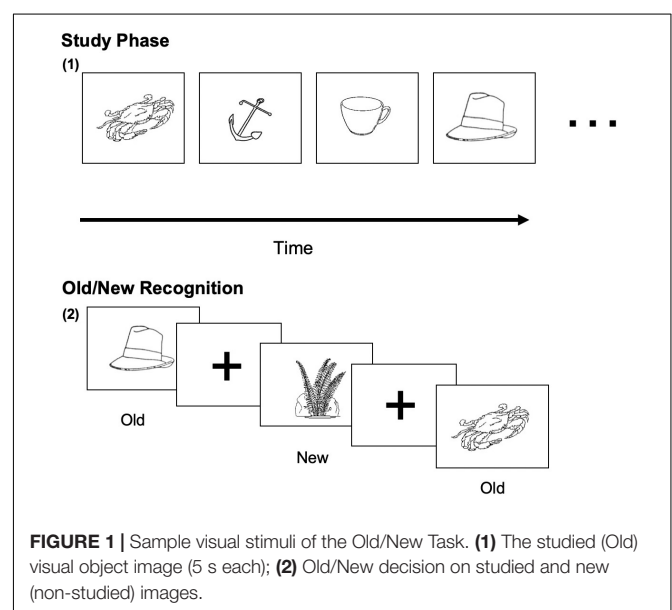 Study Phase
(1)
. . .
Time
Old/New Recognition
(2)
Old
New
Old
FIGURE 1 | Sample visual stimuli of the Old/New Task. (1) The studied (Old)
visual object image (5 s each); (2) Old/New decision on studied and new
(non-studied) images.